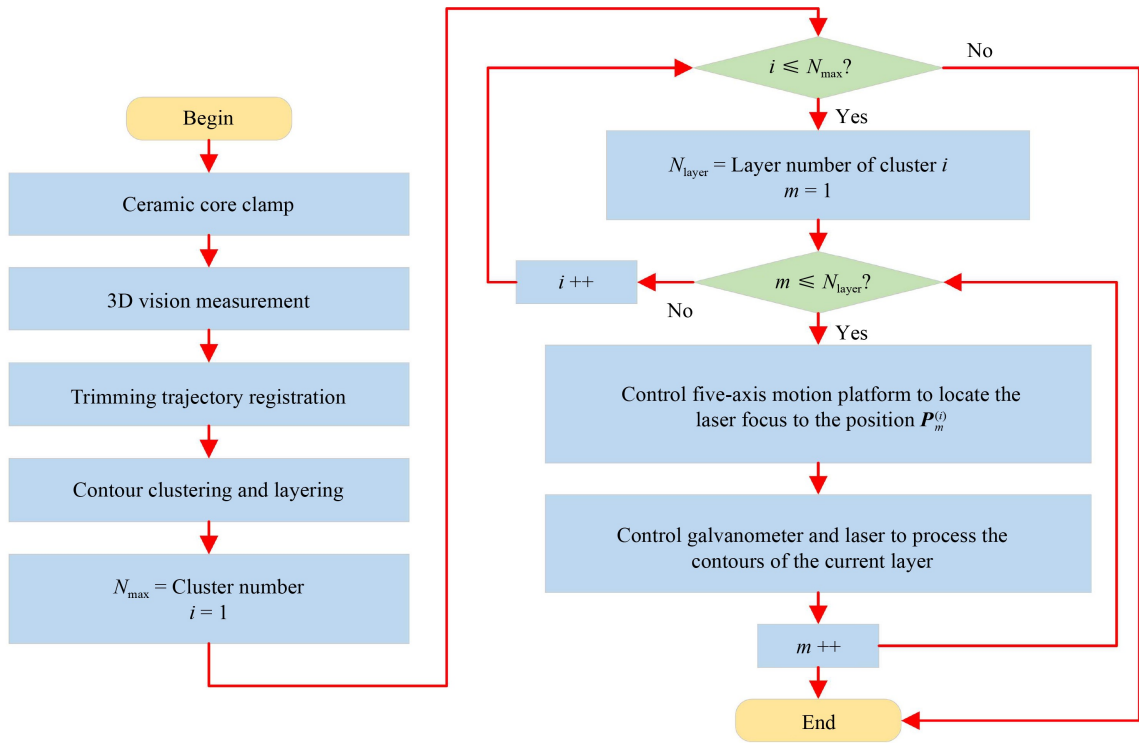 Begin
Ceramic core clamp
3D vision measurement
Trimming trajectory registration
Contour clustering and layering
N_max = Cluster number
i = 1
i ≤ N_max?
No
Yes
N_layer = Layer number of cluster i
m = 1
i ++
m ≤ N_layer?
No
Yes
Control five-axis motion platform to locate the
laser focus to the position P_m^(i)
Control galvanometer and laser to process the
contours of the current layer
m ++
End